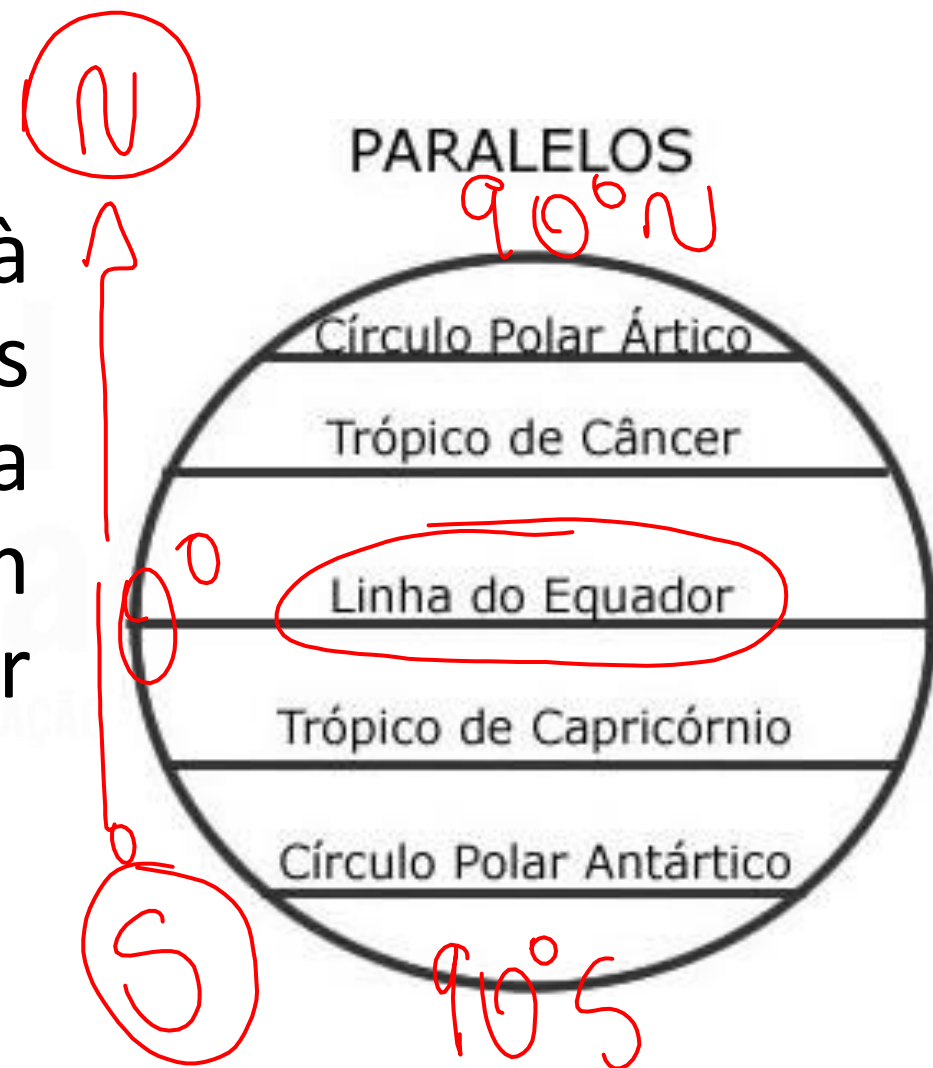 N
PARALELOS
90°N
à
s
Círculo Polar Ártico
a
Trópico de Câncer
m
0°
Linha do Equador
r
Trópico de Capricórnio
Círculo Polar Antártico
S
90°S